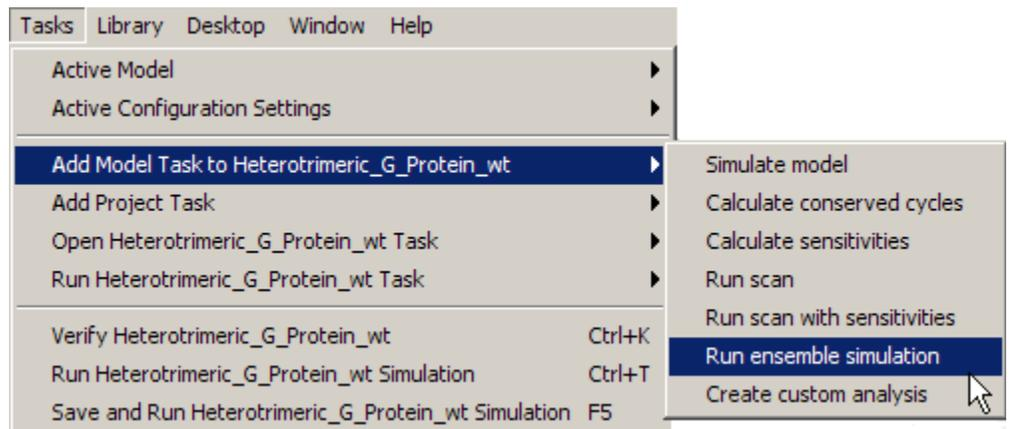 Tasks Library Desktop Window Help
Active Model
Active Configuration Settings
Add Model Task to Heterotrimeric_G_Protein_wt
Add Project Task
Open Heterotrimeric_G_Protein_wt Task
Run Heterotrimeric_G_Protein_wt Task
Verify Heterotrimeric_G_Protein_wt Ctrl+K
Run Heterotrimeric_G_Protein_wt Simulation Ctrl+T
Save and Run Heterotrimeric_G_Protein_wt Simulation F5
Simulate model
Calculate conserved cycles
Calculate sensitivities
Run scan
Run scan with sensitivities
Run ensemble simulation
Create custom analysis